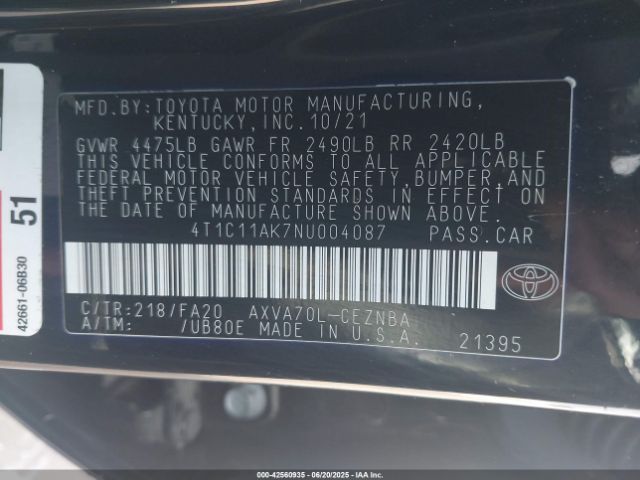 MFD.BY:TOYOTA MOTOR MANUFACTURING,
KENTUCKY,INC.10/21
GVWR 4475LB GAWR FR 2490LB RR 2420LB
THIS VEHICLE CONFORMS TO ALL APPLICABLE
FEDERAL MOTOR VEHICLE SAFETY,BUMPER,AND
THEFT PREVENTION STANDARDS IN EFFECT ON
THE DATE OF MANUFACTURE SHOWN ABOVE.
4T1C11AK7NU004087 PASS.CAR
C/TR:218/FA20 AXVA70L-CEZNBA
A/TM: /UB80E MADE IN U.S.A. 21395
51
42661-06B30
000-42560935 - 06/20/2025 - IAAI.COM